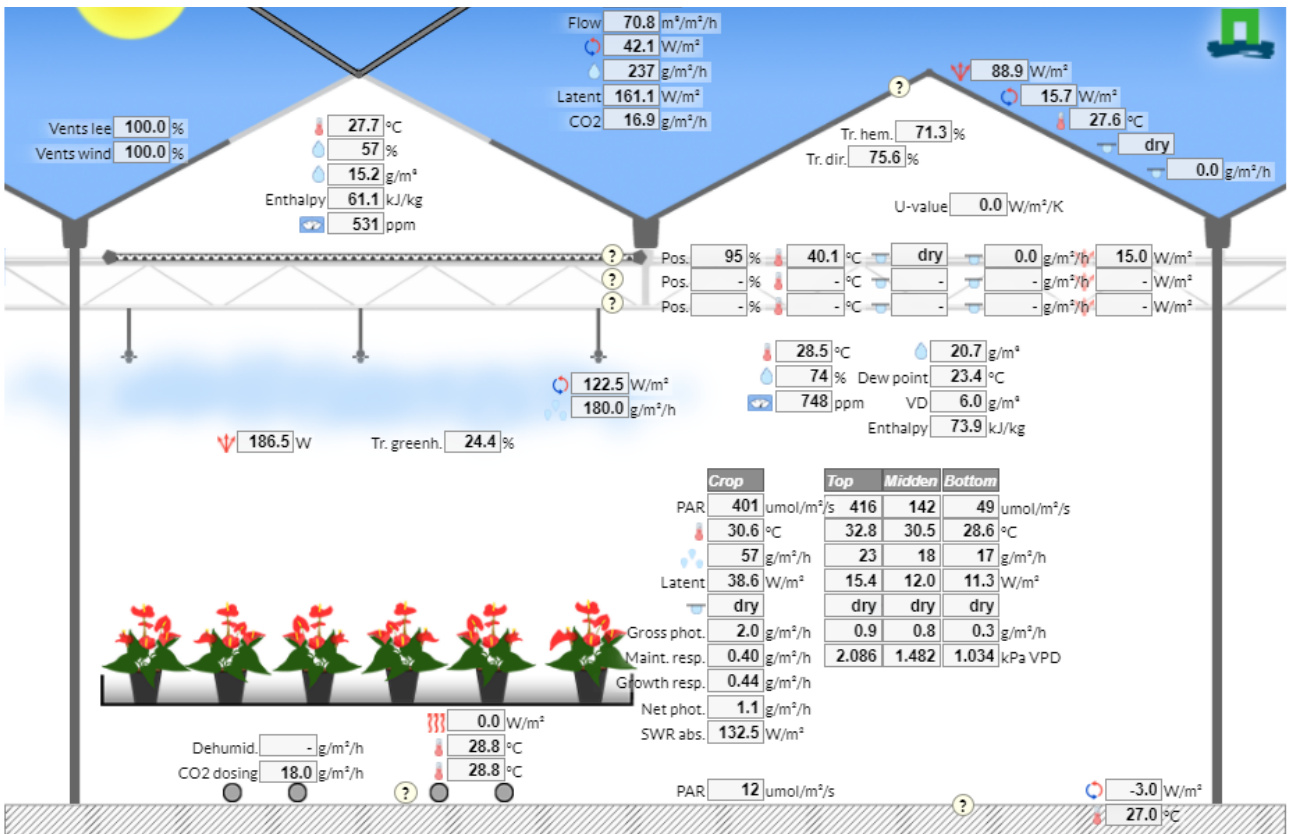 Flow 70.8 m³/m²/h
42.1 W/m²
237 g/m²/h
Latent 161.1 W/m²
CO2 16.9 g/m²/h
Vents lee 100.0 %
Vents wind 100.0 %
27.7 °C
57 %
15.2 g/m³
Enthalpy 61.1 kJ/kg
531 ppm
? 88.9 W/m²
15.7 W/m²
27.6 °C
dry
0.0 g/m²/h
Tr. hem. 71.3 %
Tr. dir. 75.6 %
U-value 0.0 W/m²/K
? Pos. 95 % 40.1 °C dry 0.0 g/m²/h 15.0 W/m²
? Pos. - % - °C - - g/m²/h - W/m²
? Pos. - % - °C - - g/m²/h - W/m²
122.5 W/m²
180.0 g/m²/h
28.5 °C 20.7 g/m³
74 % Dew point 23.4 °C
748 ppm VD 6.0 g/m³
Enthalpy 73.9 kJ/kg
186.5 W Tr. greenh. 24.4 %
Crop Top Midden Bottom
PAR 401 umol/m²/s 416 142 49 umol/m²/s
30.6 °C 32.8 30.5 28.6 °C
57 g/m²/h 23 18 17 g/m²/h
Latent 38.6 W/m² 15.4 12.0 11.3 W/m²
dry dry dry dry
Gross phot. 2.0 g/m²/h 0.9 0.8 0.3 g/m²/h
Maint. resp. 0.40 g/m²/h 2.086 1.482 1.034 kPa VPD
Growth resp. 0.44 g/m²/h
Net phot. 1.1 g/m²/h
SWR abs. 132.5 W/m²
0.0 W/m²
Dehumid. - g/m²/h 28.8 °C
CO2 dosing 18.0 g/m²/h 28.8 °C
? PAR 12 umol/m²/s ? -3.0 W/m²
27.0 °C